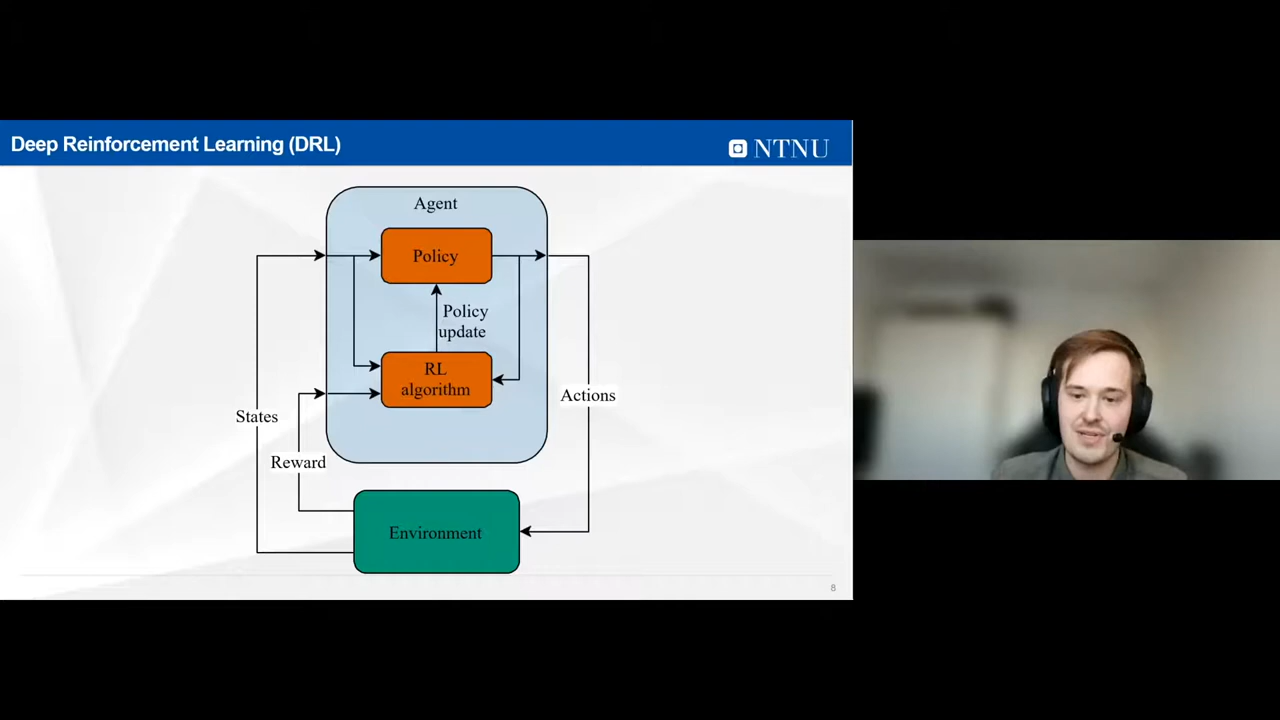 Deep Reinforcement Learning (DRL)
NTNU
Agent
Policy
Policy
update
RL
algorithm
Actions
States
Reward
Environment
8